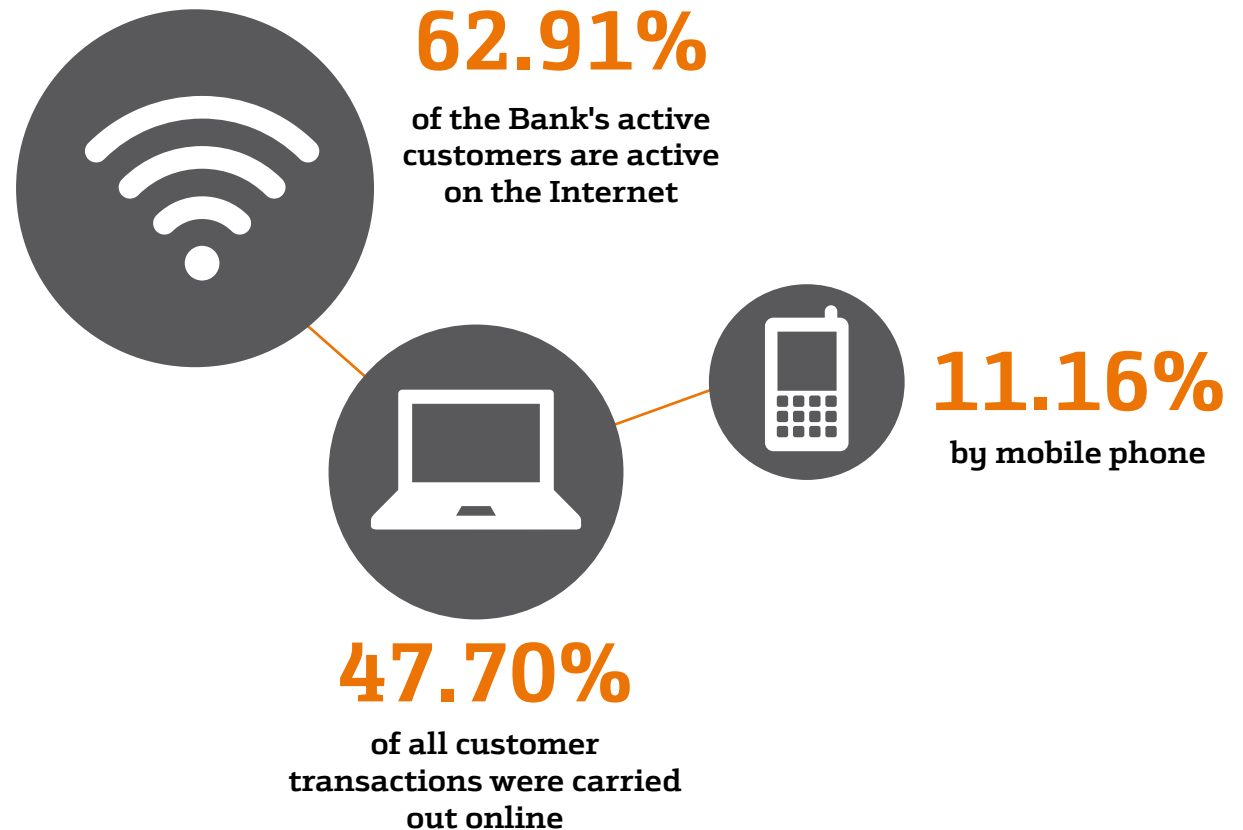 62.91%
of the Bank's active
customers are active
on the Internet
11.16%
by mobile phone
47.70%
of all customer
transactions were carried
out online